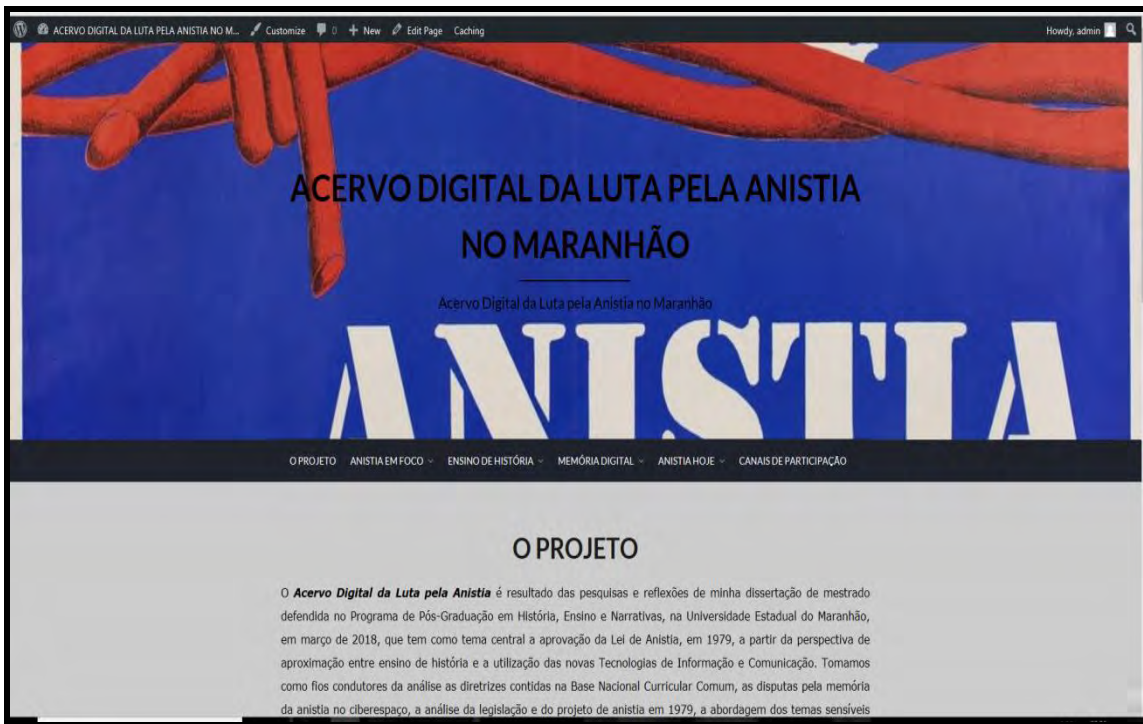 ACERVO DIGITAL DA LUTA PELA ANISTIA NO M... Customize 0 New Edit Page Caching Howdy, admin
ACERVO DIGITAL DA LUTA PELA ANISTIA
NO MARANHÃO
Acervo Digital da Luta pela Anistia no Maranhão
ANISTIA
O PROJETO ANISTIA EM FOCO ENSINO DE HISTÓRIA MEMÓRIA DIGITAL ANISTIA HOJE CANAIS DE PARTICIPAÇÃO
O PROJETO
O Acervo Digital da Luta pela Anistia é resultado das pesquisas e reflexões de minha dissertação de mestrado
defendida no Programa de Pós-Graduação em História, Ensino e Narrativas, na Universidade Estadual do Maranhão,
em março de 2018, que tem como tema central a aprovação da Lei de Anistia, em 1979, a partir da perspectiva de
aproximação entre ensino de história e a utilização das novas Tecnologias de Informação e Comunicação. Tomamos
como fios condutores da análise as diretrizes contidas na Base Nacional Curricular Comum, as disputas pela memória
da anistia no ciberespaço, a análise da legislação e do projeto de anistia em 1979, a abordagem dos temas sensíveis